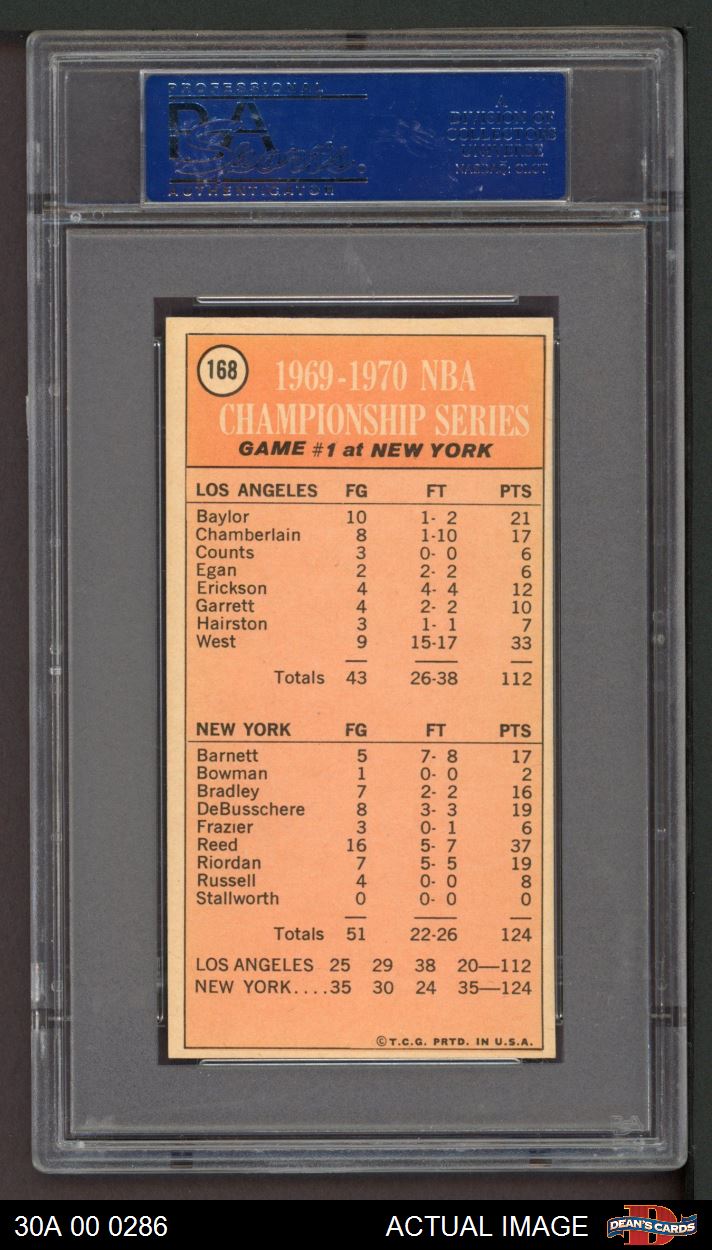 PROFESSIONAL
PSA
Sports
AUTHENTICATOR
A
DIVISION OF
COLLECTORS
UNIVERSE
NASDAQ: CLCT
168
1969-1970 NBA
CHAMPIONSHIP SERIES
GAME #1 at NEW YORK
LOS ANGELES FG FT PTS
Baylor 10 1- 2 21
Chamberlain 8 1-10 17
Counts 3 0- 0 6
Egan 2 2- 2 6
Erickson 4 4- 4 12
Garrett 4 2- 2 10
Hairston 3 1- 1 7
West 9 15-17 33
Totals 43 26-38 112
NEW YORK FG FT PTS
Barnett 5 7- 8 17
Bowman 1 0- 0 2
Bradley 7 2- 2 16
DeBusschere 8 3- 3 19
Frazier 3 0- 1 6
Reed 16 5- 7 37
Riordan 7 5- 5 19
Russell 4 0- 0 8
Stallworth 0 0- 0 0
Totals 51 22-26 124
LOS ANGELES 25 29 38 20—112
NEW YORK....35 30 24 35—124
©T.C.G. PRTD. IN U.S.A.
PSA
30A 00 0286 ACTUAL IMAGE
D
DEAN'S CARDS